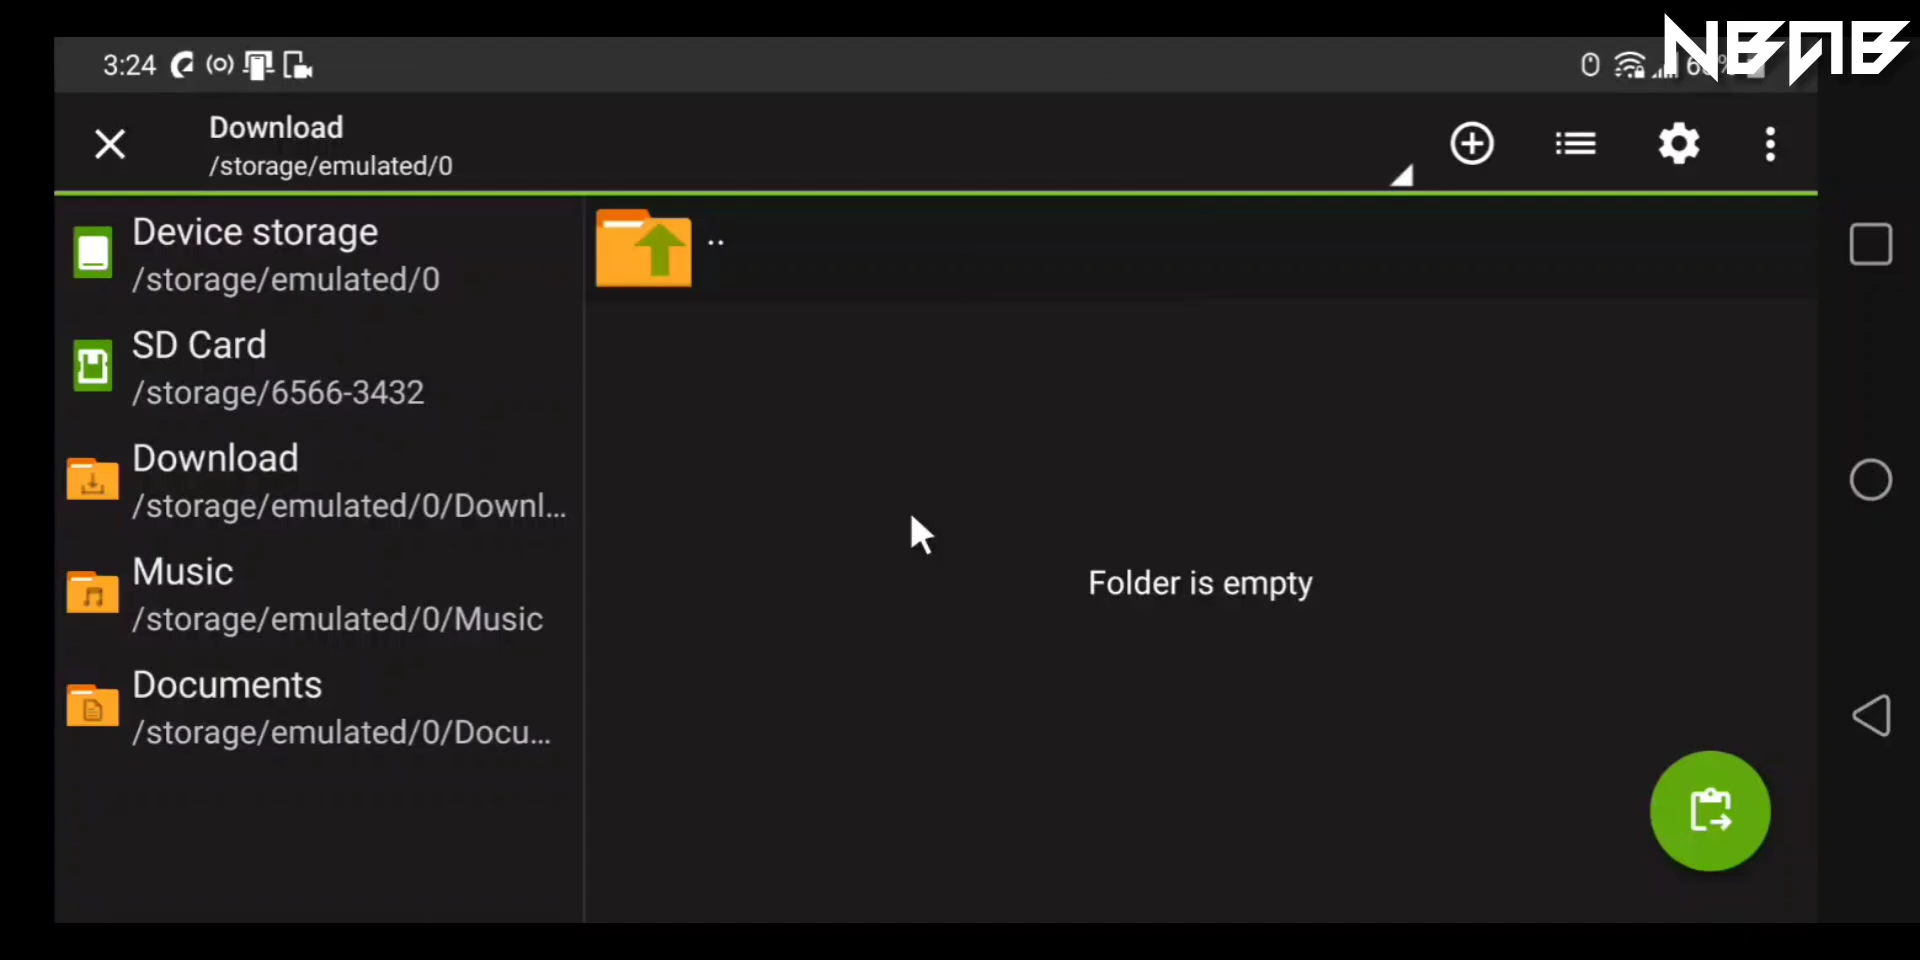 NBAB
3:24
Download
/storage/emulated/0
Device storage
/storage/emulated/0
..
SD Card
/storage/6566-3432
Download
/storage/emulated/0/Downl...
Music
/storage/emulated/0/Music
Folder is empty
Documents
/storage/emulated/0/Docu...